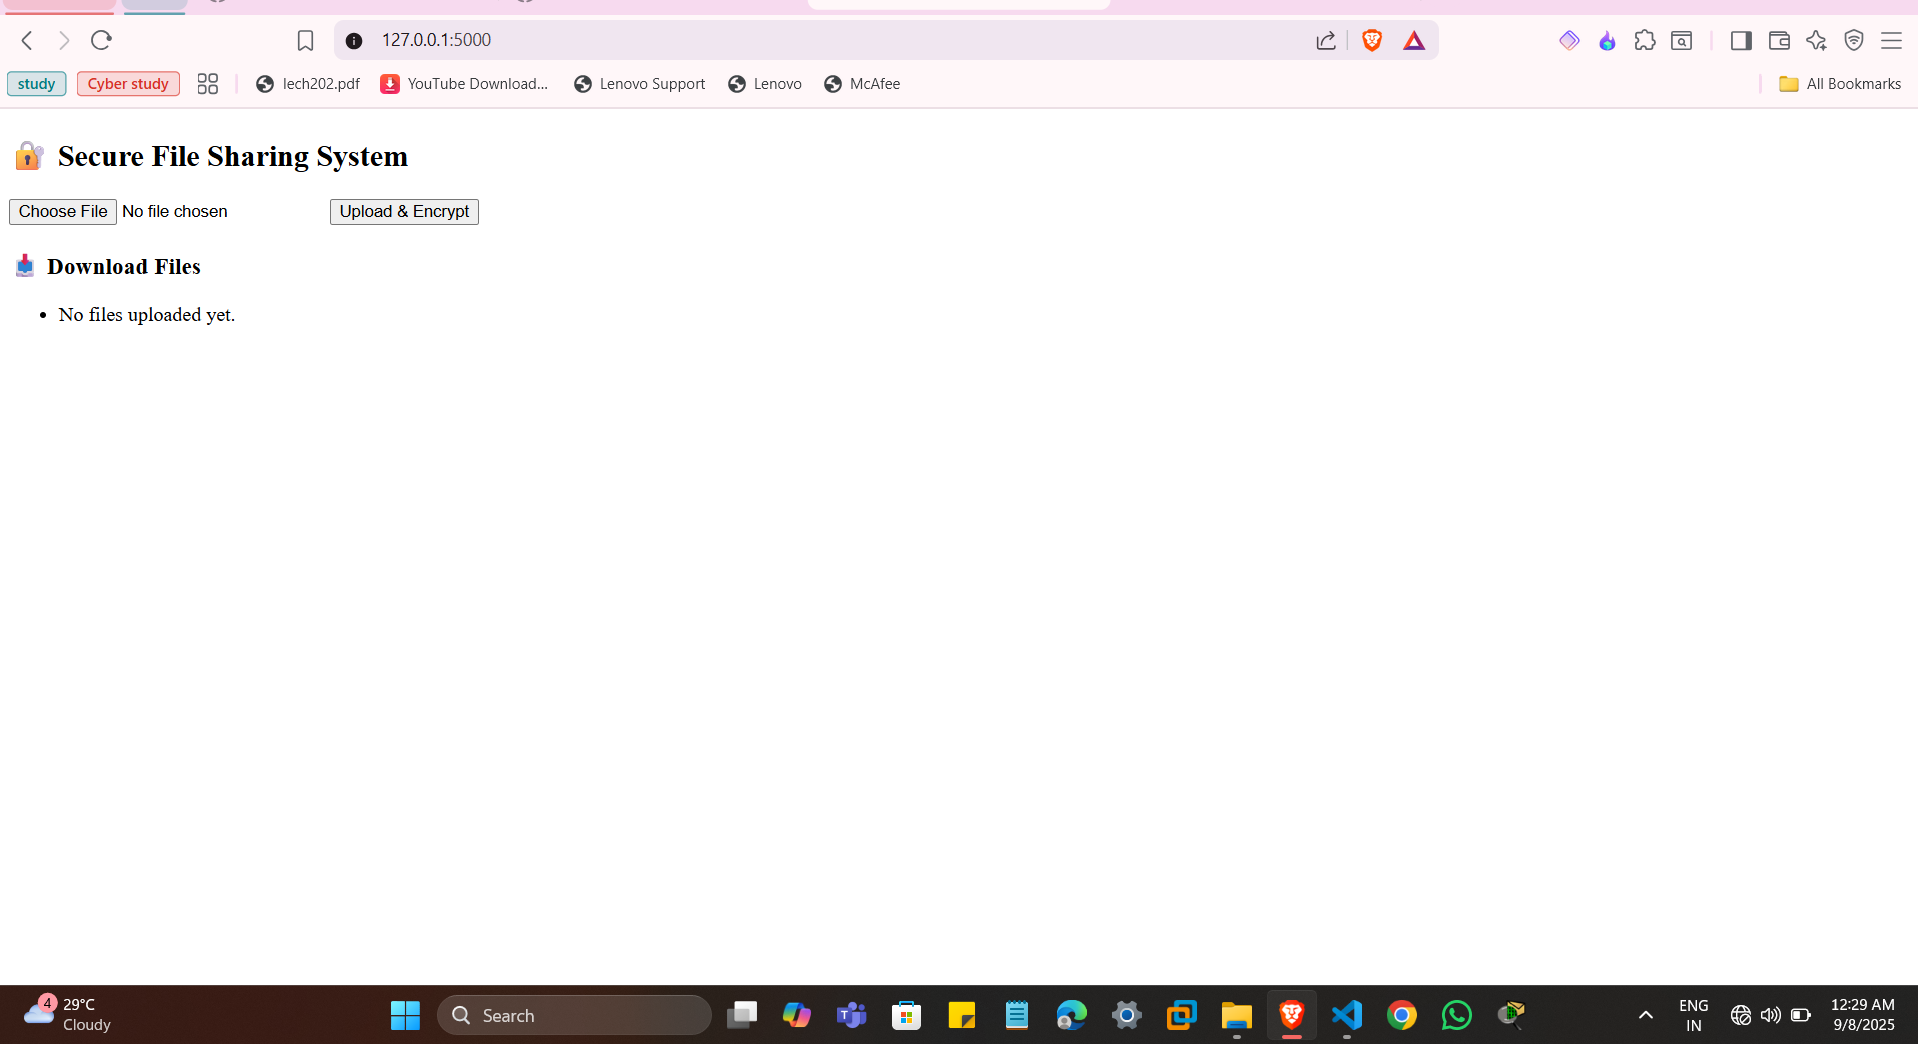 127.0.0.1:5000
study
Cyber study
lech202.pdf
YouTube Download...
Lenovo Support
Lenovo
McAfee
All Bookmarks
Secure File Sharing System
Choose File No file chosen
Upload & Encrypt
Download Files
• No files uploaded yet.
4
29°C
Cloudy
Search
T
ENG
IN
12:29 AM
9/8/2025